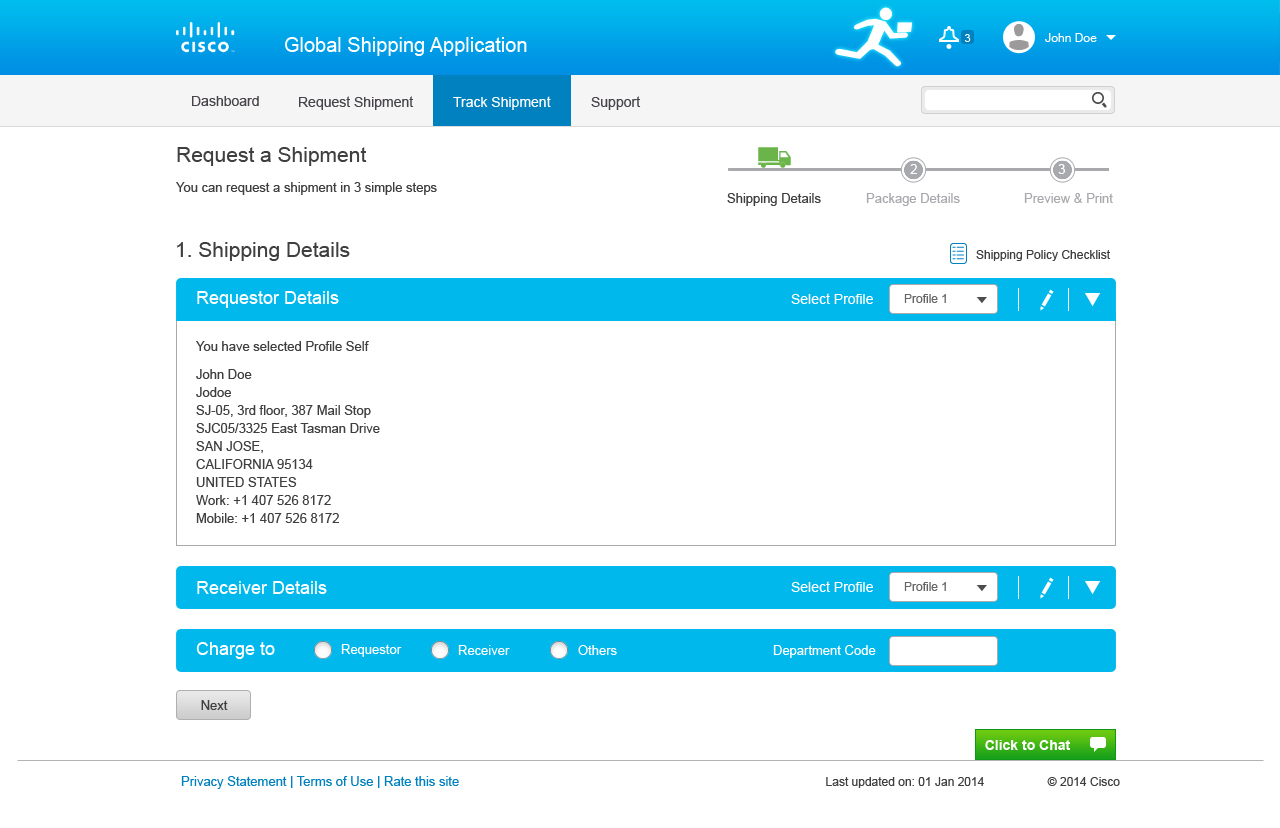 CISCO
Global Shipping Application
3
John Doe
Dashboard
Request Shipment
Track Shipment
Support
Request a Shipment
You can request a shipment in 3 simple steps
2
3
Shipping Details
Package Details
Preview & Print
1. Shipping Details
Shipping Policy Checklist
Requestor Details
Select Profile
Profile 1
You have selected Profile Self
John Doe
Jodoe
SJ-05, 3rd floor, 387 Mail Stop
SJC05/3325 East Tasman Drive
SAN JOSE,
CALIFORNIA 95134
UNITED STATES
Work: +1 407 526 8172
Mobile: +1 407 526 8172
Receiver Details
Select Profile
Profile 1
Charge to
Requestor
Receiver
Others
Department Code
Next
Click to Chat
Privacy Statement | Terms of Use | Rate this site
Last updated on: 01 Jan 2014
© 2014 Cisco